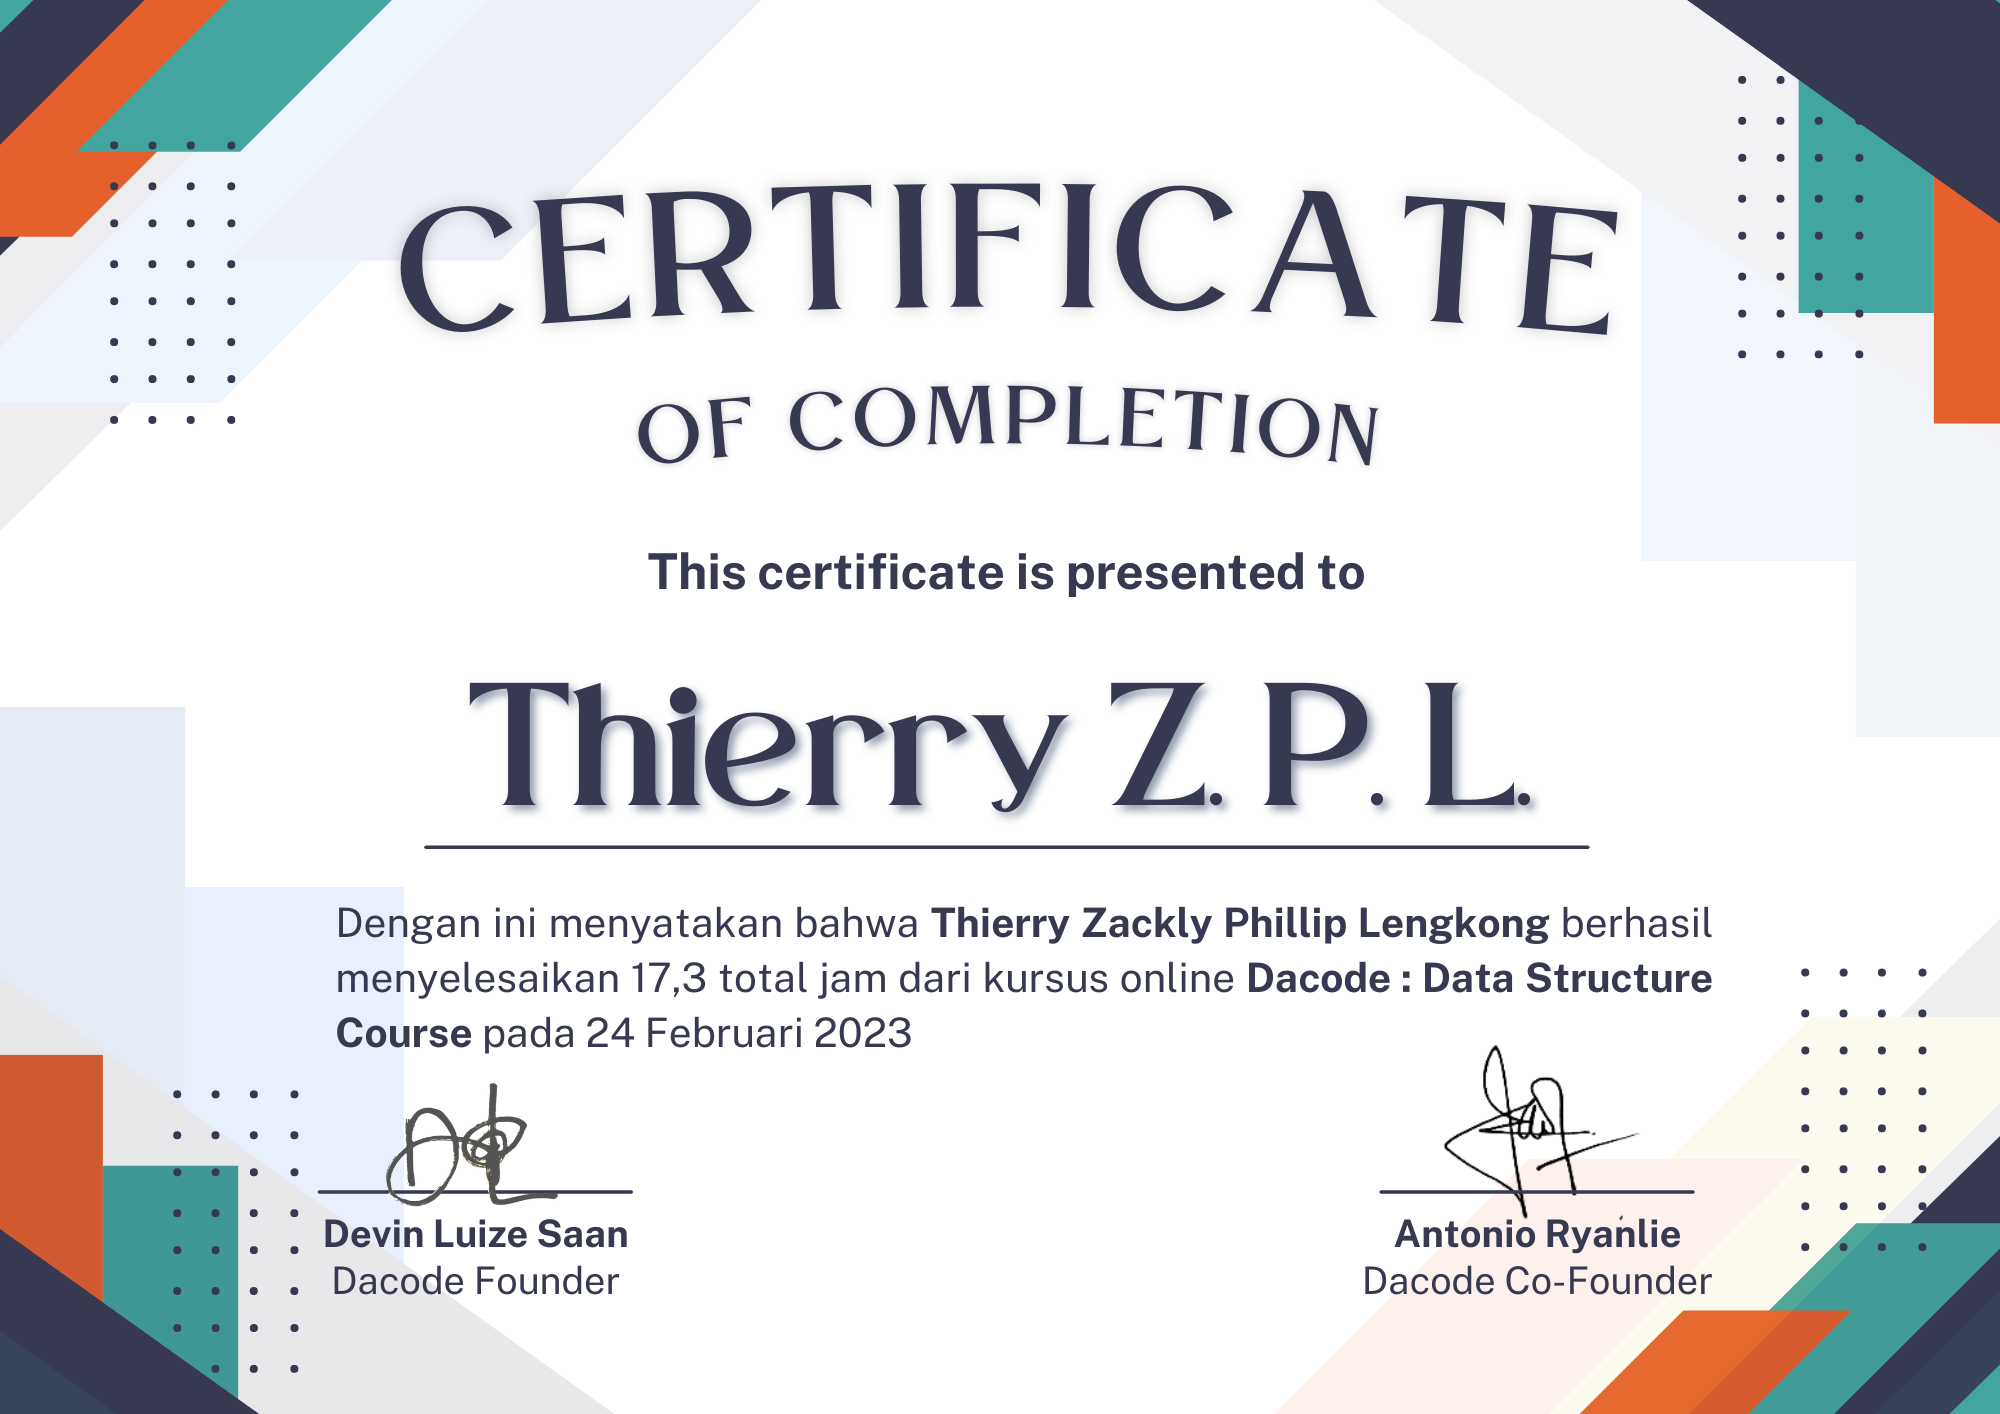 CERTIFICATE
OF COMPLETION
This certificate is presented to
Thierry Z. P. L.
Dengan ini menyatakan bahwa Thierry Zackly Phillip Lengkong berhasil
menyelesaikan 17,3 total jam dari kursus online Dacode : Data Structure
Course pada 24 Februari 2023
Devin Luize Saan
Dacode Founder
Antonio Ryanlie
Dacode Co-Founder